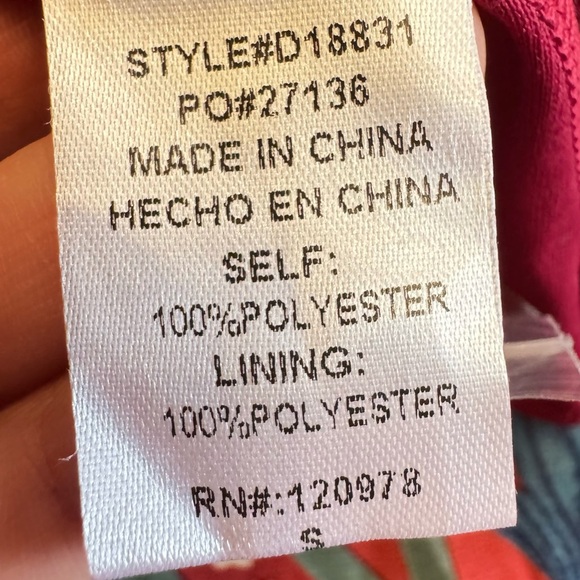 STYLE#D18831
PO#27136
MADE IN CHINA
HECHO EN CHINA
SELF:
100%POLYESTER
LINING:
100%POLYESTER
RN#:120978
S